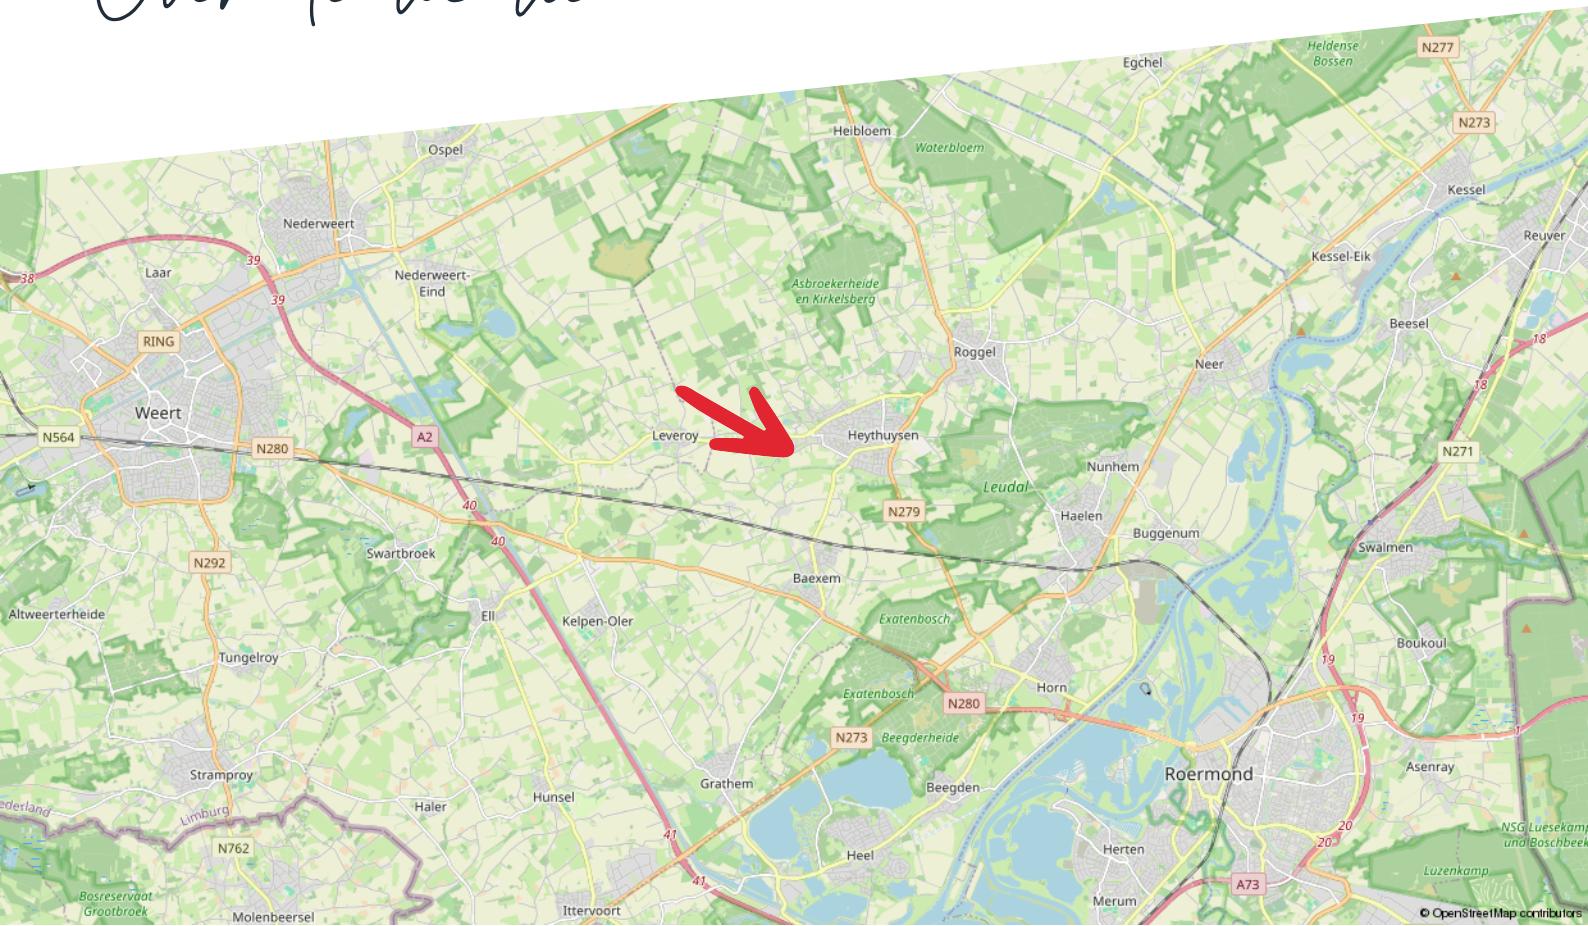 Egchel
Heldense
Bossen
N277
N273
Heibloem
Waterbloem
Ospel
Kessel
Nederweert
Reuver
Kessel-Eik
38
39
Laar
Nederweert-
Eind
Asbroekerheide
en Kirkelsberg
39
Beesel
RING
Roggel
18
Neer
18
Weert
A2
Leveroy
Heythuysen
N564
N280
N271
Nunhem
Leudal
40
N279
Haelen
Buggenum
40
Swartbroek
Swalmen
N292
Baexem
Altweerterheide
Ell
Kelpen-Oler
Exatenbosch
Boukoul
Tungelroy
19
Exatenbosch
Horn
N280
19
1
N273
Beegderheide
Stramproy
Roermond
Asenray
Grathem
Beegden
Hunsel
Haler
ederland
Limburg
41
20
NSG Luesekamp
und Boschbeek
20
N762
Heel
Herten
Luzenkamp
41
A73
Bosreservaat
Grootbroek
Merum
Ittervoort
Molenbeersel
© OpenStreetMap contributors